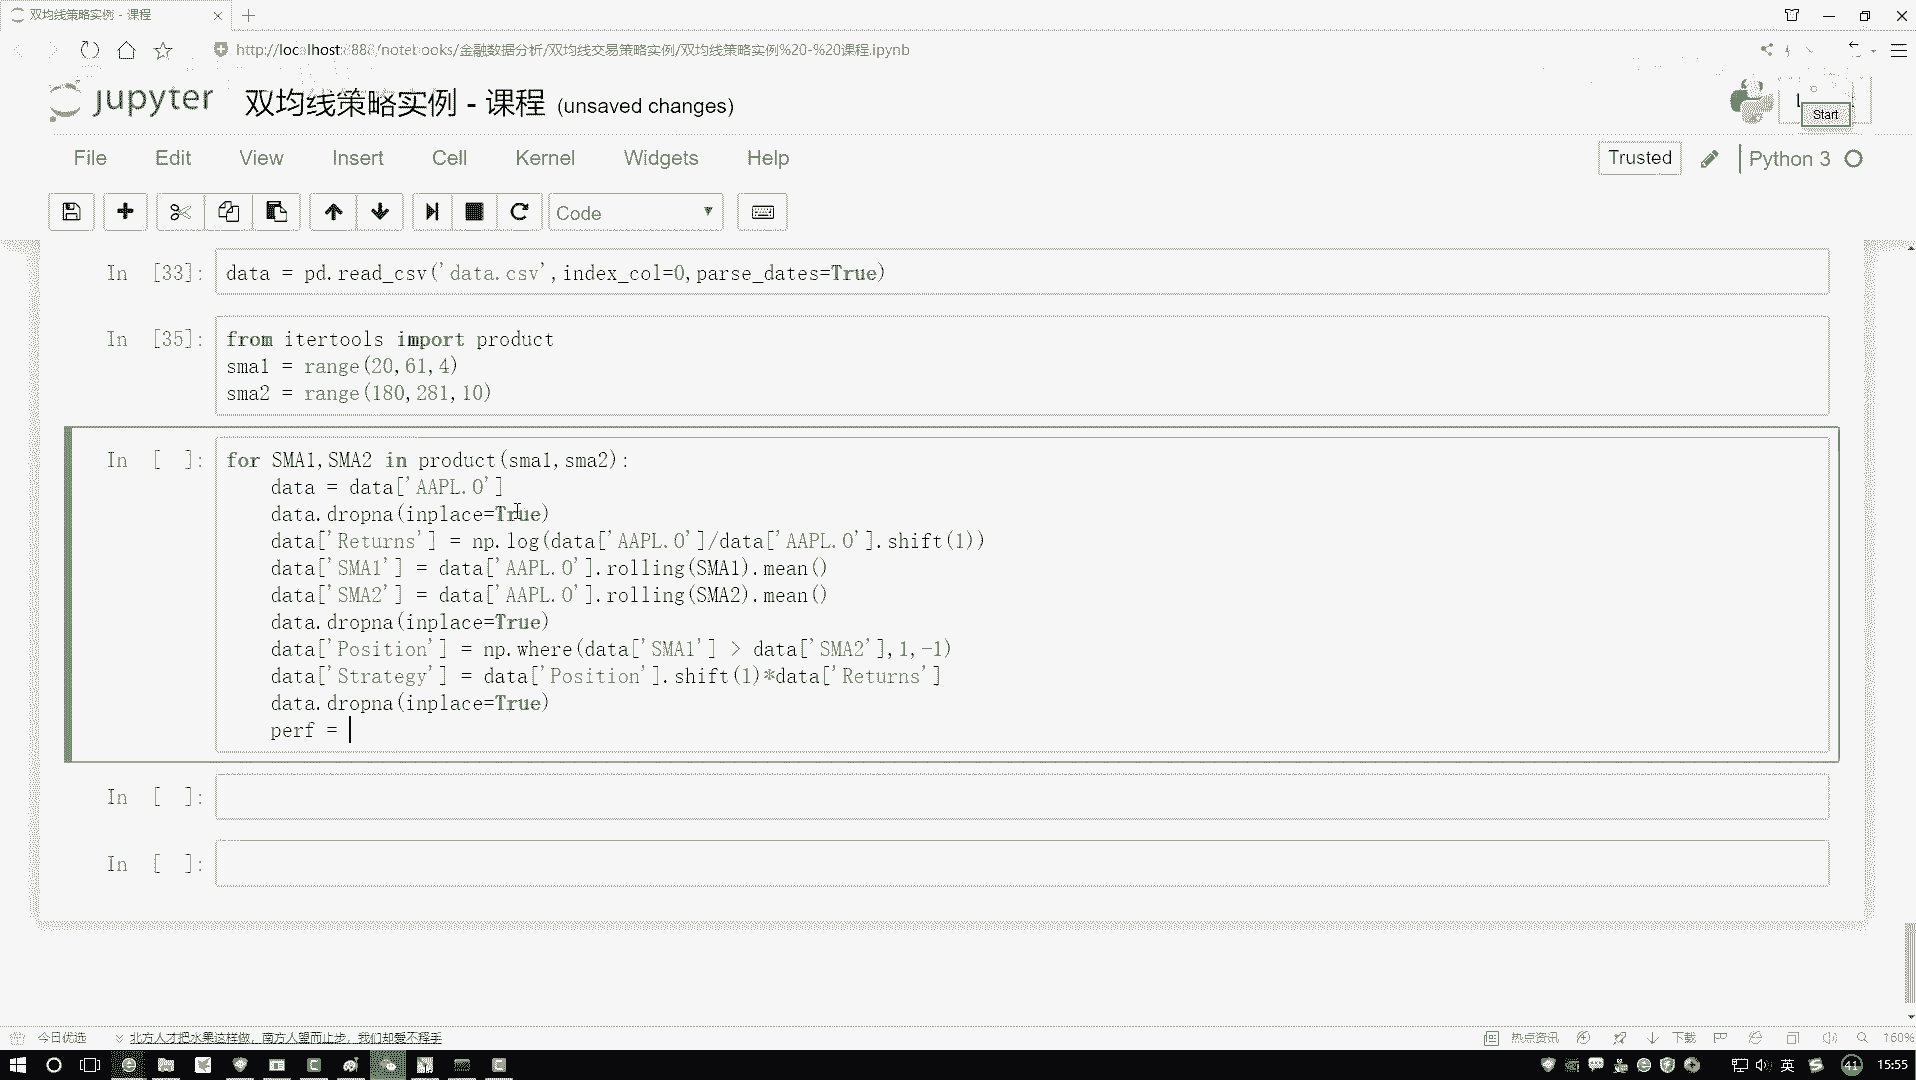 双均线策略实例 - 课程
http://localhost:888/notebooks/金融数据分析/双均线交易策略实例/双均线策略实例%20-%20课程.ipynb
jupyter 双均线策略实例 - 课程 (unsaved changes)
Start
File Edit View Insert Cell Kernel Widgets Help
Trusted Python 3
Code
In [33]: data = pd.read_csv('data.csv',index_col=0,parse_dates=True)
In [35]: from itertools import product
sma1 = range(20,61,4)
sma2 = range(180,281,10)
In [ ]: for SMA1,SMA2 in product(sma1,sma2):
data = data['AAPL.O']
data.dropna(inplace=True)
data['Returns'] = np.log(data['AAPL.O']/data['AAPL.O'].shift(1))
data['SMA1'] = data['AAPL.O'].rolling(SMA1).mean()
data['SMA2'] = data['AAPL.O'].rolling(SMA2).mean()
data.dropna(inplace=True)
data['Position'] = np.where(data['SMA1'] > data['SMA2'],1,-1)
data['Strategy'] = data['Position'].shift(1)*data['Returns']
data.dropna(inplace=True)
perf =
In [ ]:
In [ ]:
今日优选 北方人才把水果这样做，南方人望而止步，我们却爱不释手
热点资讯 下载 160%
英 41 15:55